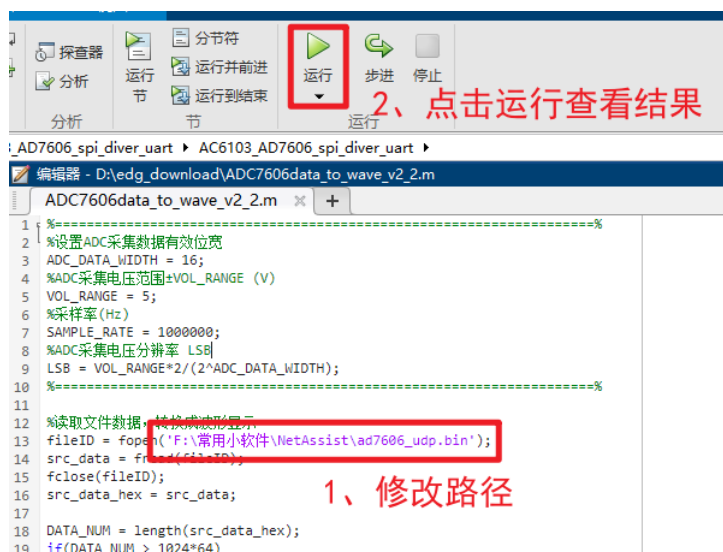 探查器
分析
分析
运行
节
分节符
运行并前进
运行到结束
节
运行
步进
停止
运行
2、点击运行查看结果
_AD7606_spi_diver_uart ▸ AC6103_AD7606_spi_diver_uart ▸
编辑器 - D:\edg_download\ADC7606data_to_wave_v2_2.m
ADC7606data_to_wave_v2_2.m × +
1 %=====================================================================%
2 %设置ADC采集数据有效位宽
3 ADC_DATA_WIDTH = 16;
4 %ADC采集电压范围±VOL_RANGE (V)
5 VOL_RANGE = 5;
6 %采样率(Hz)
7 SAMPLE_RATE = 1000000;
8 %ADC采集电压分辨率 LSB
9 LSB = VOL_RANGE*2/(2^ADC_DATA_WIDTH);
10 %=====================================================================%
11
12 %读取文件数据，转换成波形显示
13 fileID = fopen('F:\常用小软件\NetAssist\ad7606_udp.bin');
14 src_data = fread(fileID);
15 fclose(fileID);
16 src_data_hex = src_data;
1、修改路径
17
18 DATA_NUM = length(src_data_hex);
19 if(DATA_NUM > 1024*64)